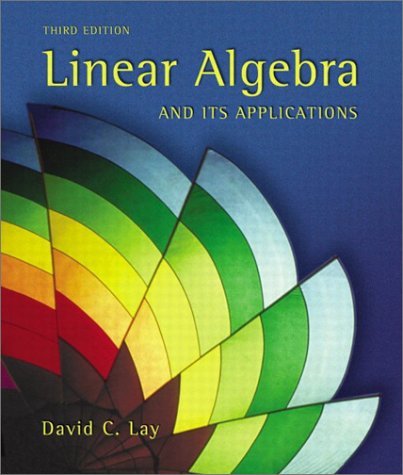 THIRD EDITION
Linear Algebra
AND ITS APPLICATIONS
David C. Lay